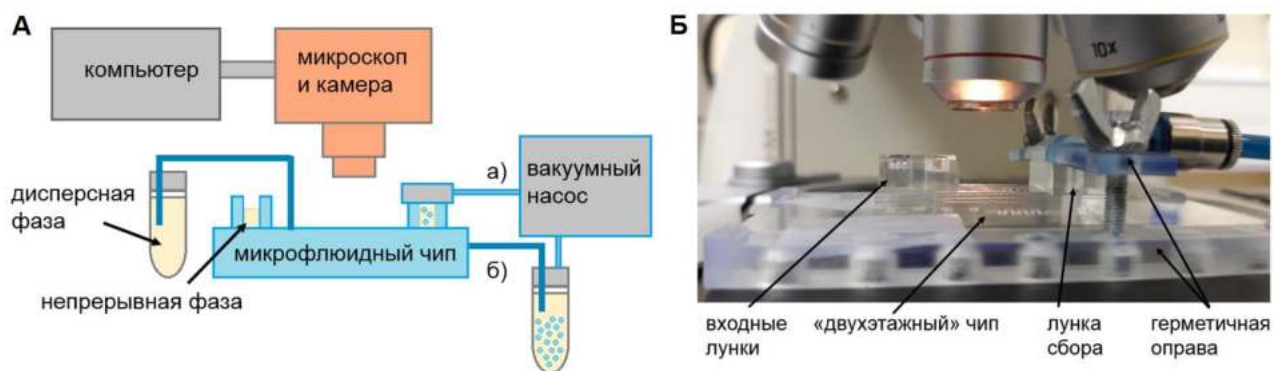 А
компьютер
микроскоп
и камера
дисперсная
фаза
а)
вакуумный
насос
микрофлюидный чип
б)
непрерывная фаза
Б
10x
входные
лунки
«двухэтажный» чип
лунка
сбора
герметичная
оправа